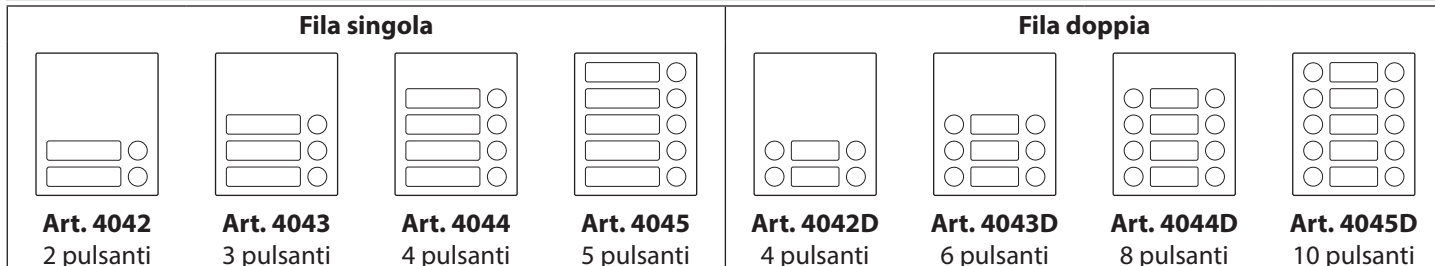 Fila singola
Fila doppia
Art. 4042
2 pulsanti
Art. 4043
3 pulsanti
Art. 4044
4 pulsanti
Art. 4045
5 pulsanti
Art. 4042D
4 pulsanti
Art. 4043D
6 pulsanti
Art. 4044D
8 pulsanti
Art. 4045D
10 pulsanti